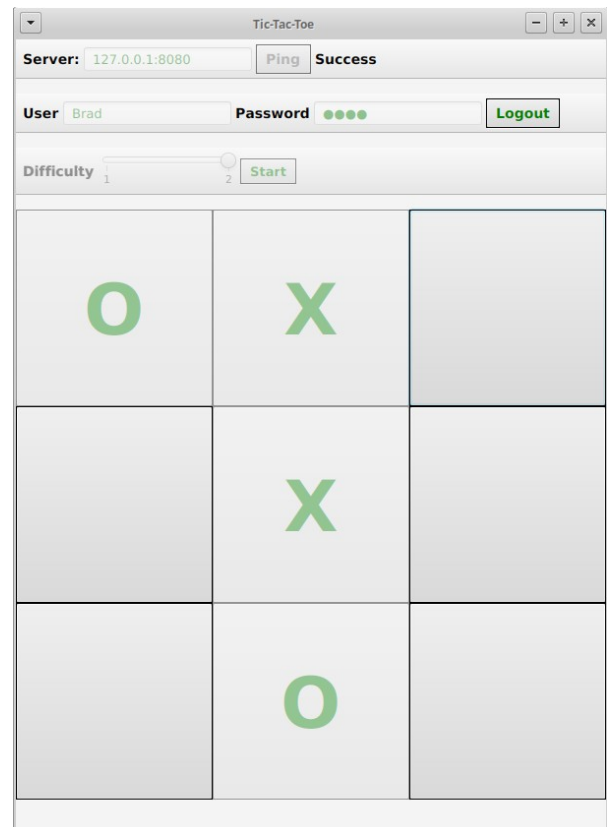 Tic-Tac-Toe
Server: 127.0.0.1:8080 Ping Success
User Brad Password ●●●● Logout
Difficulty 1 2 Start
O X
X
O